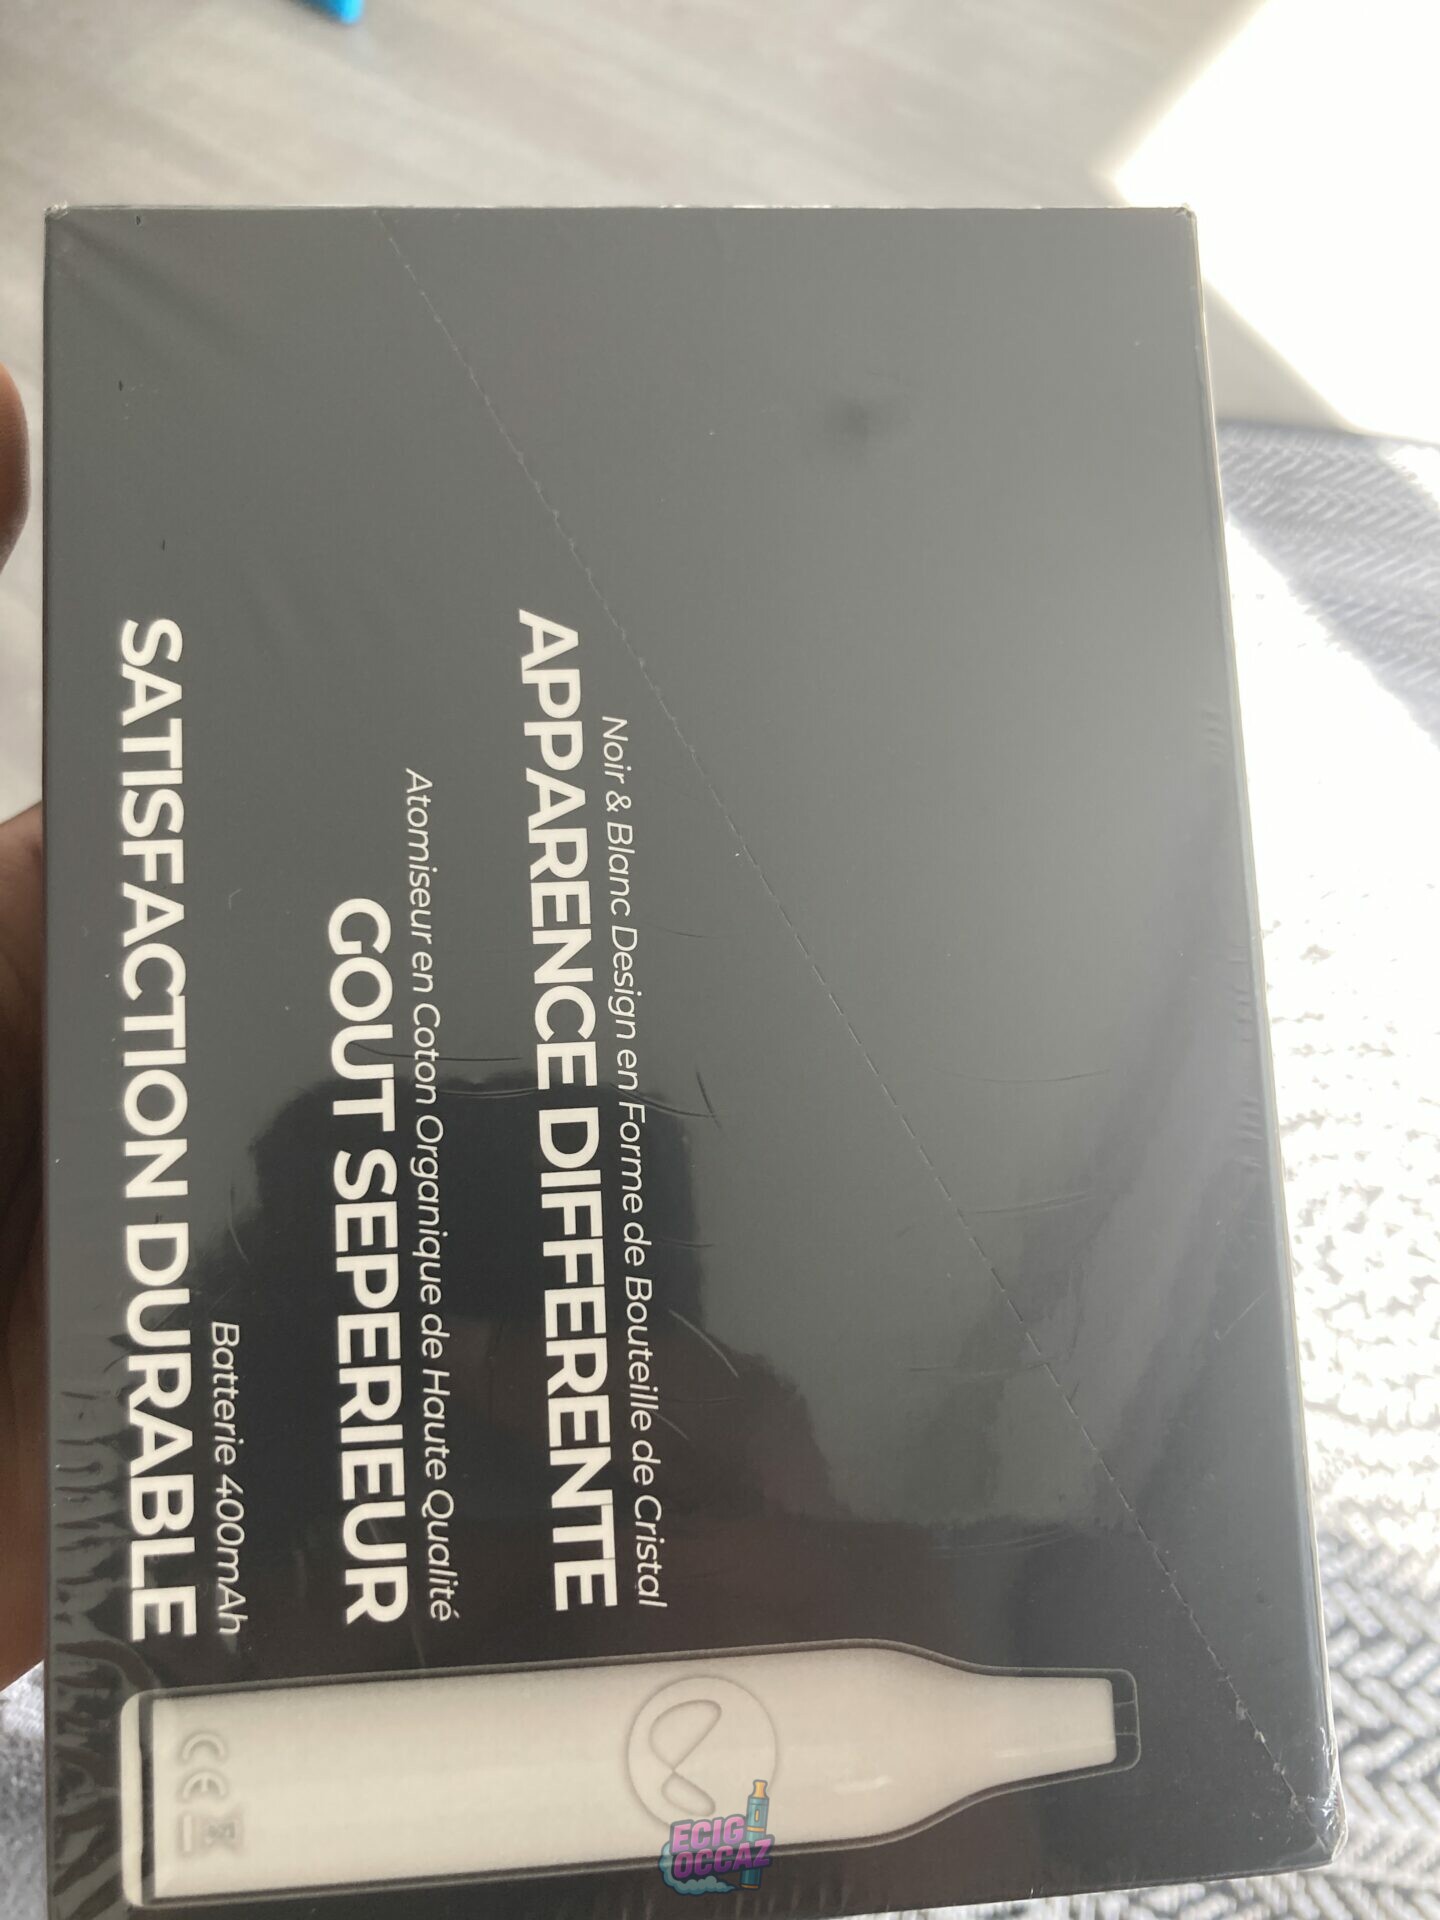 Noir & Blanc Design en Forme de Bouteille de Cristal
APPARENCE DIFFERENTE
Atomiseur en Coton Organique de Haute Qualité
GOUT SEPERIEUR
Batterie 400mAh
SATISFACTION DURABLE
CE
ECIG
OCCAZ